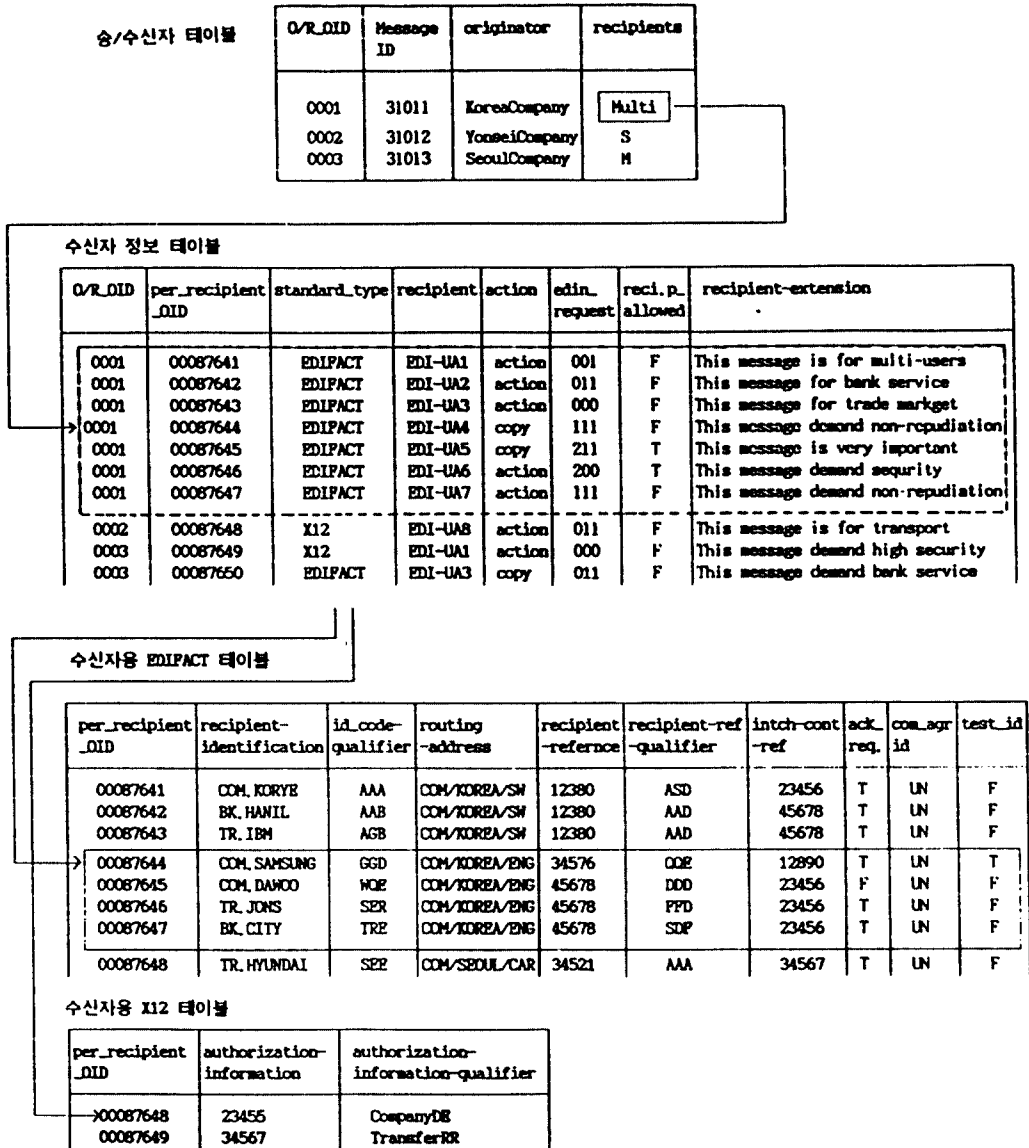 송/수신자 테이블
O/R_OID Message ID originator recipients
0001 31011 KoreaCompany Multi
0002 31012 YonseiCompany S
0003 31013 SeoulCompany M
수신자 정보 테이블
O/R_OID per_recipient_OID standard_type recipient action edin_request reci.p_allowed recipient-extension
0001 00087641 EDIFACT EDI-UA1 action 001 F This message is for multi-users
0001 00087642 EDIFACT EDI-UA2 action 011 F This message for bank service
0001 00087643 EDIFACT EDI-UA3 action 000 F This message for trade markget
0001 00087644 EDIFACT EDI-UA4 copy 111 F This message demand non-repudiation
0001 00087645 EDIFACT EDI-UA5 copy 211 T This message is very important
0001 00087646 EDIFACT EDI-UA6 action 200 T This message demand sequrity
0001 00087647 EDIFACT EDI-UA7 action 111 F This message demand non-repudiation
0002 00087648 X12 EDI-UA8 action 011 F This message is for transport
0003 00087649 X12 EDI-UA1 action 000 F This message demand high security
0003 00087650 EDIFACT EDI-UA3 copy 011 F This message demand bank service
수신자용 EDIFACT 테이블
per_recipient_OID recipient-identification id_code-qualifier routing-address recipient-refernce recipient-ref-qualifier intch-cont-ref ack_req. com_agr id test_id
00087641 COM.KORYE AAA COM/KOREA/SW 12380 ASD 23456 T UN F
00087642 BK.HANIL AAB COM/KOREA/SW 12380 AAD 45678 T UN F
00087643 TR.IBM AGB COM/KOREA/SW 12380 AAD 45678 T UN F
00087644 COM.SAMSUNG GGD COM/KOREA/ENG 34576 QQE 12890 T UN T
00087645 COM.DAWOO WQE COM/KOREA/ENG 45678 DDD 23456 F UN F
00087646 TR.JONS SER COM/KOREA/ENG 45678 FFD 23456 T UN F
00087647 BK.CITY TRE COM/KOREA/ENG 45678 SDF 23456 T UN F
00087648 TR.HYUNDAI SEE COM/SEOUL/CAR 34521 AAA 34567 T UN F
수신자용 X12 테이블
per_recipient_OID authorization-information authorization-information-qualifier
00087648 23455 CompanyDE
00087649 34567 TransferRR